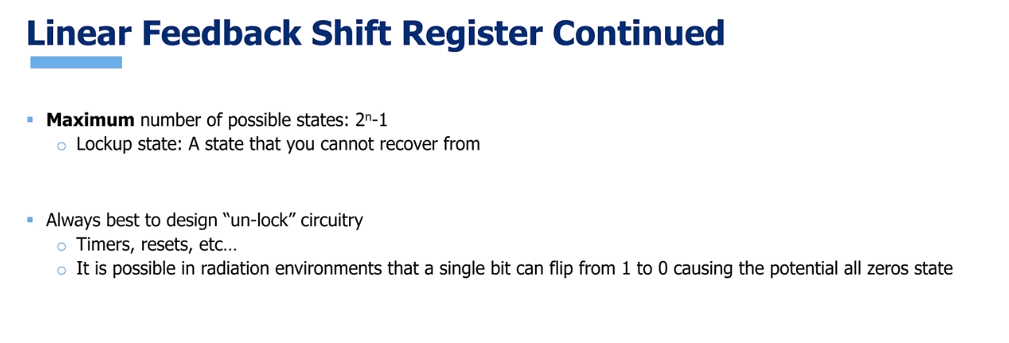 Linear Feedback Shift Register Continued
▪ Maximum number of possible states: 2ⁿ-1
○ Lockup state: A state that you cannot recover from
▪ Always best to design “un-lock” circuitry
○ Timers, resets, etc…
○ It is possible in radiation environments that a single bit can flip from 1 to 0 causing the potential all zeros state